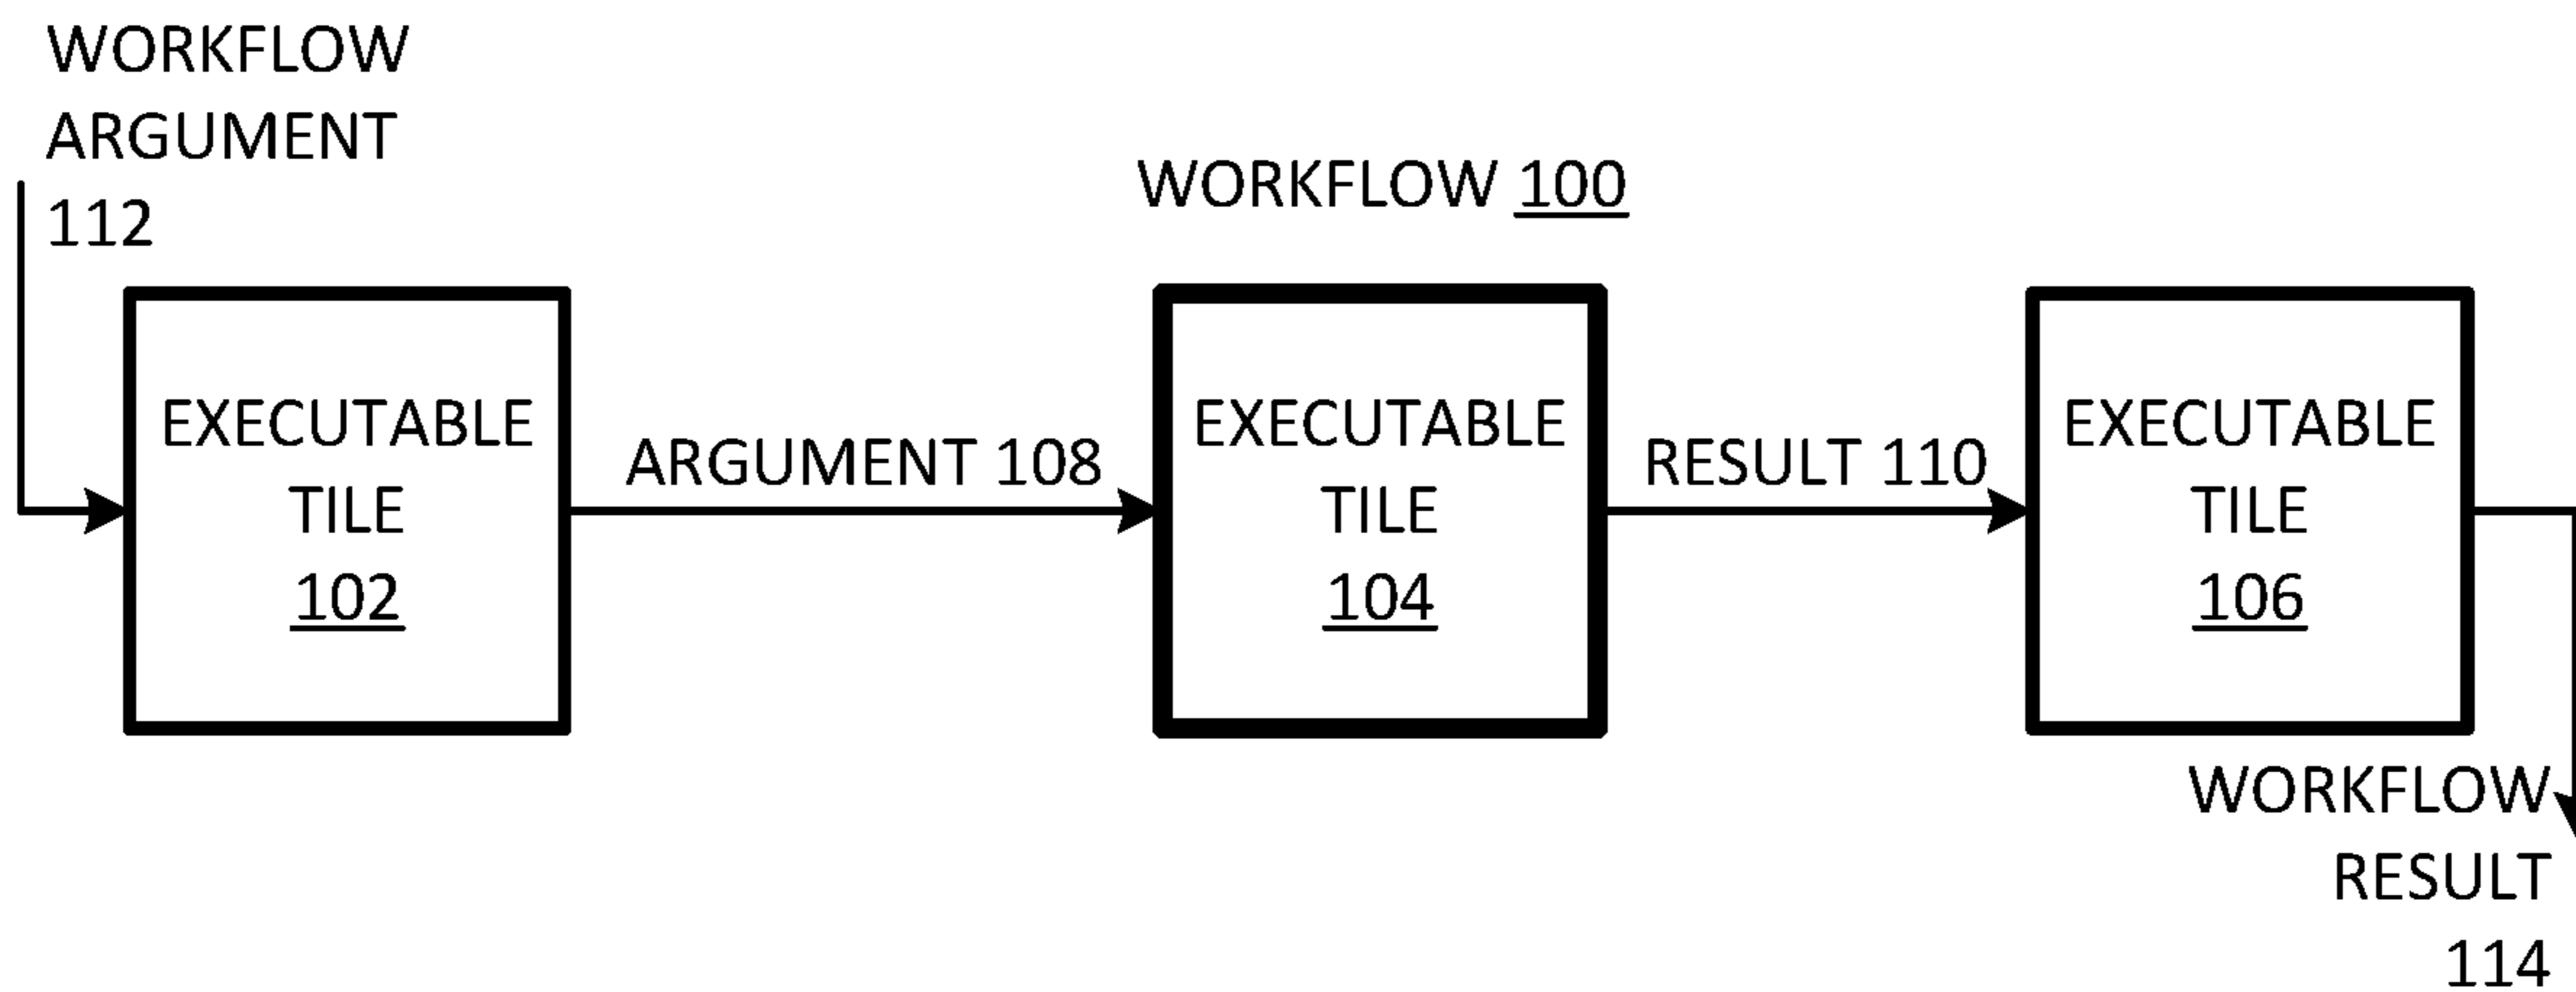 WORKFLOW
ARGUMENT
112
WORKFLOW 100
EXECUTABLE
TILE
102
ARGUMENT 108
EXECUTABLE
TILE
104
RESULT 110
EXECUTABLE
TILE
106
WORKFLOW
RESULT
114